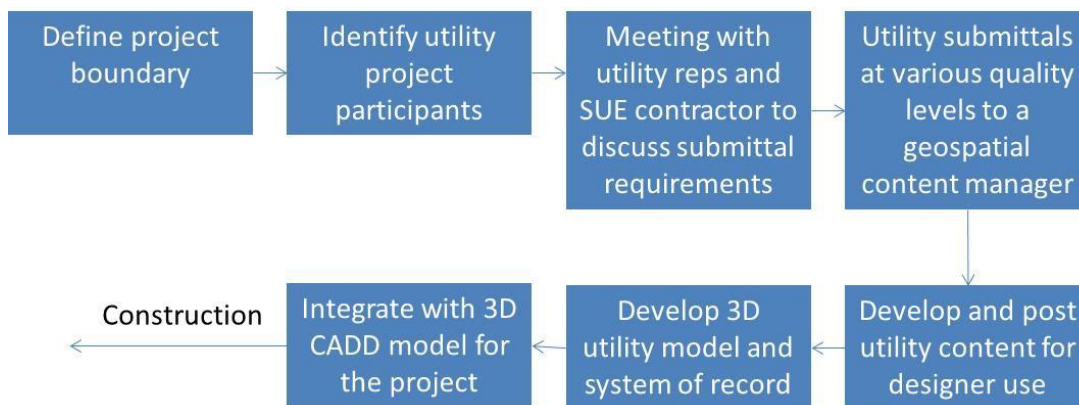 Define project
boundary
Identify utility
project
participants
Meeting with
utility reps and
SUE contractor to
discuss submittal
requirements
Utility submittals
at various quality
levels to a
geospatial
content manager
Develop and post
utility content for
designer use
Develop 3D
utility model and
system of record
Integrate with 3D
CADD model for
the project
Construction